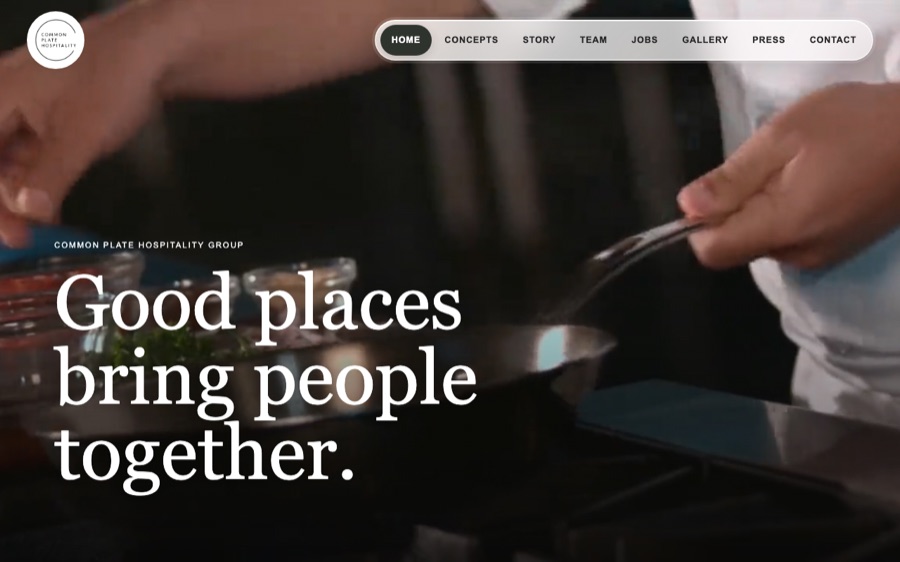 COMMON
PLATE
HOSPITALITY
HOME CONCEPTS STORY TEAM JOBS GALLERY PRESS CONTACT
COMMON PLATE HOSPITALITY GROUP
Good places
bring people
together.